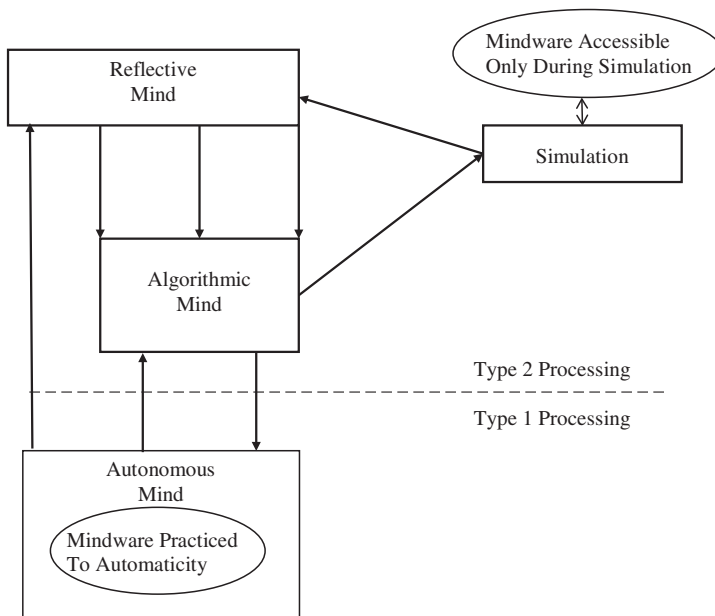 Mindware Accessible
Only During Simulation
Reflective
Mind
Simulation
Algorithmic
Mind
Type 2 Processing
Type 1 Processing
Autonomous
Mind
Mindware Practiced
To Automaticity